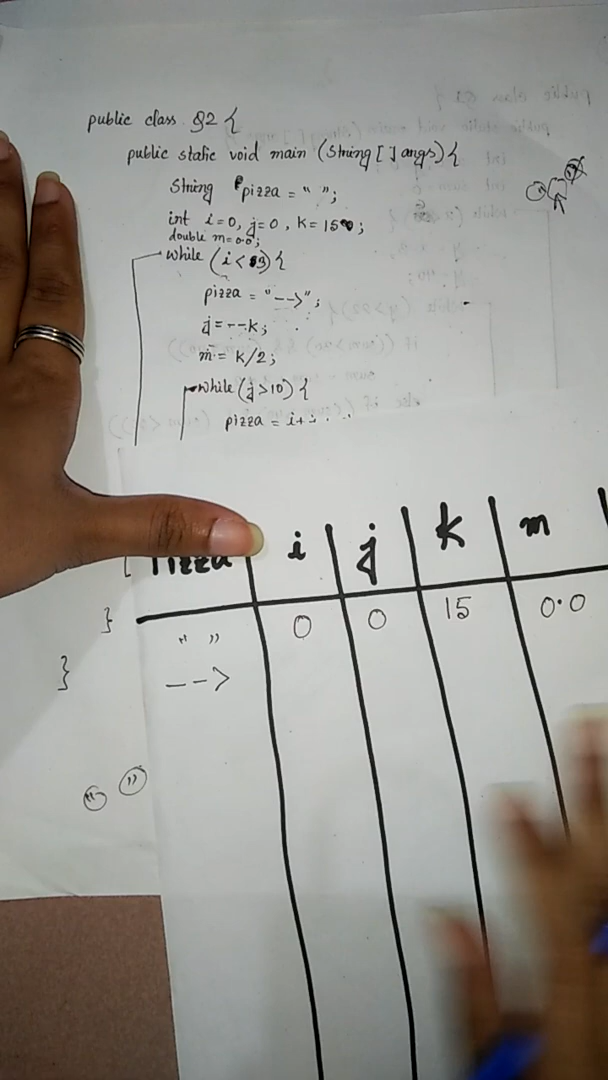 public class Q2 {
public static void main (String [ ] args) {
String pizza = " ";
int i=0, j=0, k=15;
double m=0.0;
while (i<3) {
pizza = "-->";
j=--k;
m=k/2;
while (j>10) {
pizza = i+
Pizza i j k m
" " 0 0 15 0.0
-->
}
}
" "